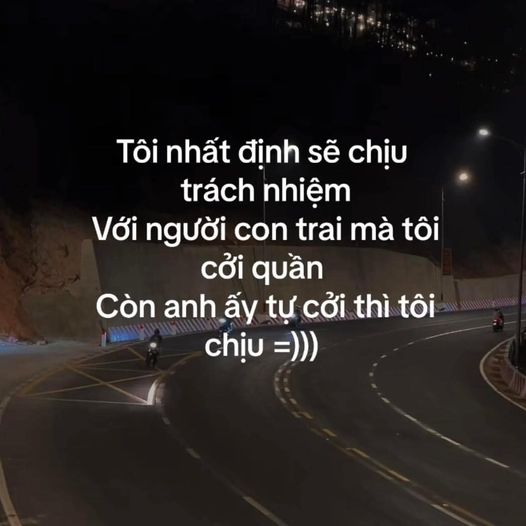 Tôi nhất định sẽ chịu
trách nhiệm
Với người con trai mà tôi
cởi quần
Còn anh ấy tự cởi thì tôi
chịu =)))